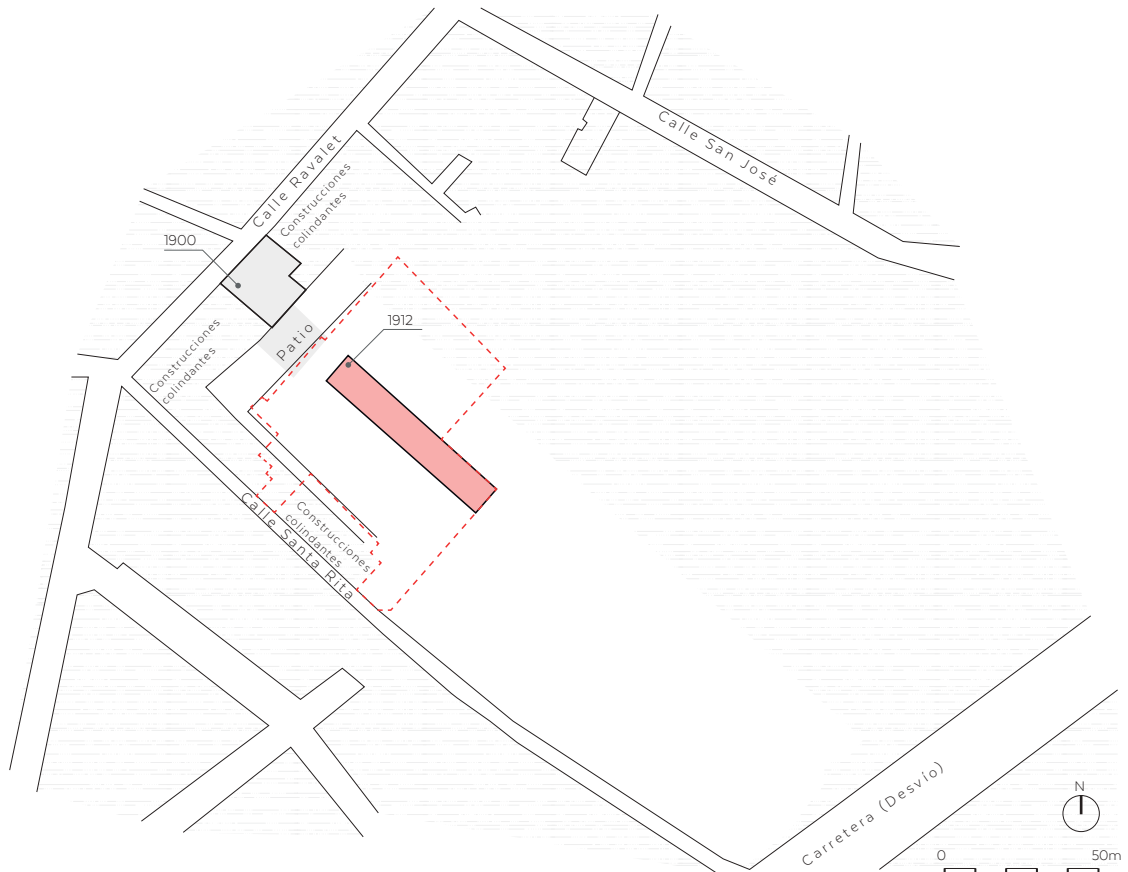 Calle San José
Calle Ravalet
Construcciones
colindantes
1900
1912
Patio
Construcciones
colindantes
Construcciones
colindantes
Calle Santa Rita
Carretera (Desvío)
N
0
50m